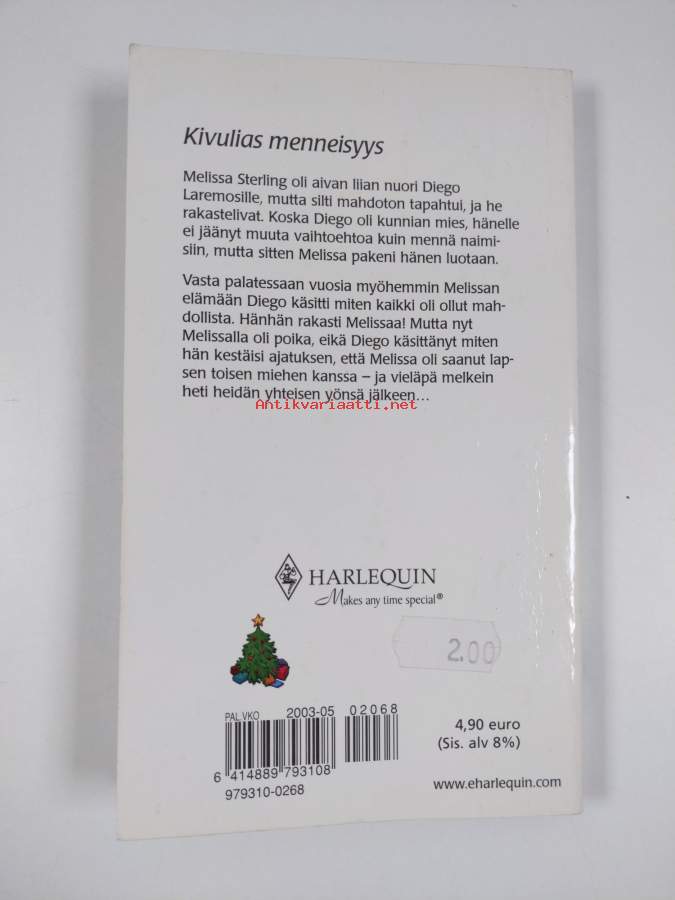 Kivulias menneisyys
Melissa Sterling oli aivan liian nuori Diego
Laremosille, mutta silti mahdoton tapahtui, ja he
rakastelivat. Koska Diego oli kunnian mies, hänelle
ei jäänyt muuta vaihtoehtoa kuin mennä naimi-
siin, mutta sitten Melissa pakeni hänen luotaan.
Vasta palatessaan vuosia myöhemmin Melissan
elämään Diego käsitti miten kaikki oli ollut mah-
dollista. Hänhän rakasti Melissaa! Mutta nyt
Melissalla oli poika, eikä Diego käsittänyt miten
hän kestäisi ajatuksen, että Melissa oli saanut lap-
sen toisen miehen kanssa – ja vieläpä melkein
heti heidän yhteisen yönsä jälkeen…
Antikvariaatti.net
HARLEQUIN
Makes any time special®
2.00
PAL.VKO 2003-05 02068
6 414889 793108
979310-0268
4,90 euro
(Sis. alv 8%)
www.eharlequin.com